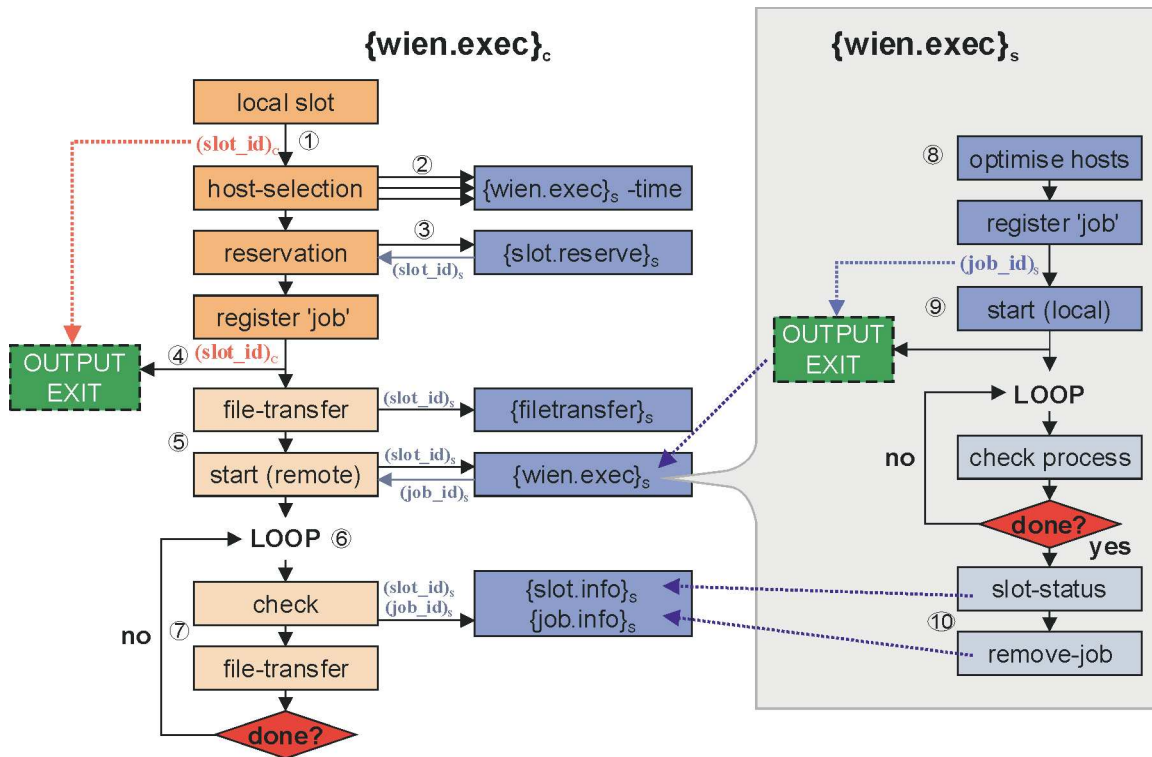 {wien.exec}c
local slot
(slot_id)c
①
host-selection
②
{wien.exec}s -time
reservation
③
(slot_id)s
{slot.reserve}s
register 'job'
④
(slot_id)c
OUTPUT
EXIT
file-transfer
(slot_id)s
{filetransfer}s
⑤
start (remote)
(slot_id)s
(job_id)s
{wien.exec}s
LOOP ⑥
check
(slot_id)s
(job_id)s
{slot.info}s
{job.info}s
no
⑦
file-transfer
done?
{wien.exec}s
⑧
optimise hosts
register 'job'
(job_id)s
⑨
start (local)
OUTPUT
EXIT
LOOP
no
check process
done?
yes
slot-status
⑩
remove-job